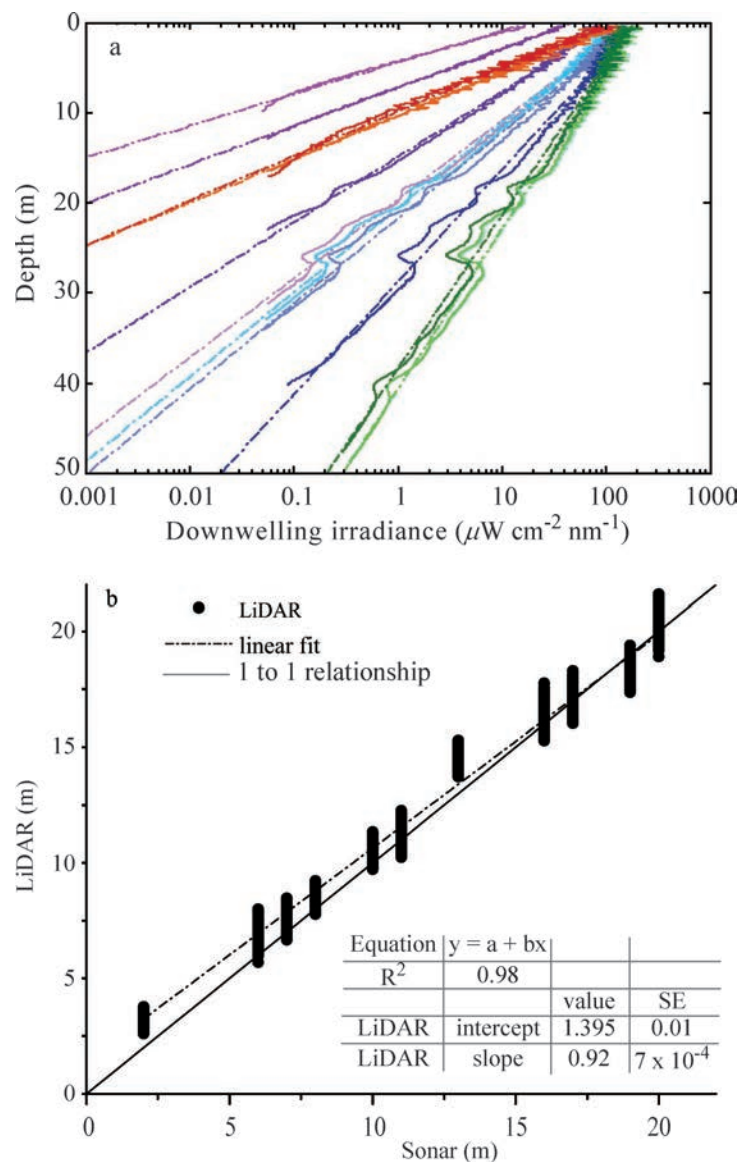 a
0
10
20
30
40
50
Depth (m)
0.001 0.01 0.1 1 10 100 1000
Downwelling irradiance (μW cm⁻² nm⁻¹)
b
LiDAR
linear fit
1 to 1 relationship
20
15
10
5
0
LiDAR (m)
Equation y = a + bx
R² 0.98
value SE
LiDAR intercept 1.395 0.01
LiDAR slope 0.92 7 x 10⁻⁴
0 5 10 15 20
Sonar (m)